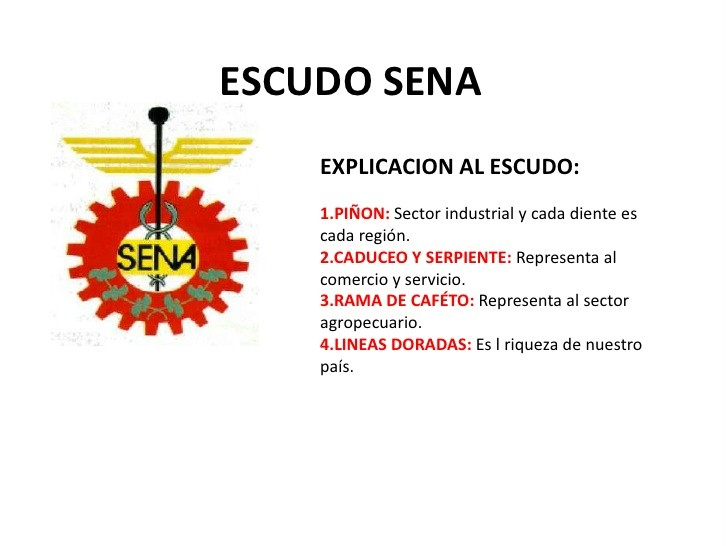 ESCUDO SENA
EXPLICACION AL ESCUDO:
1.PIÑON: Sector industrial y cada diente es
cada región.
2.CADUCEO Y SERPIENTE: Representa al
comercio y servicio.
3.RAMA DE CAFÉTO: Representa al sector
agropecuario.
4.LINEAS DORADAS: Es l riqueza de nuestro
país.
SENA